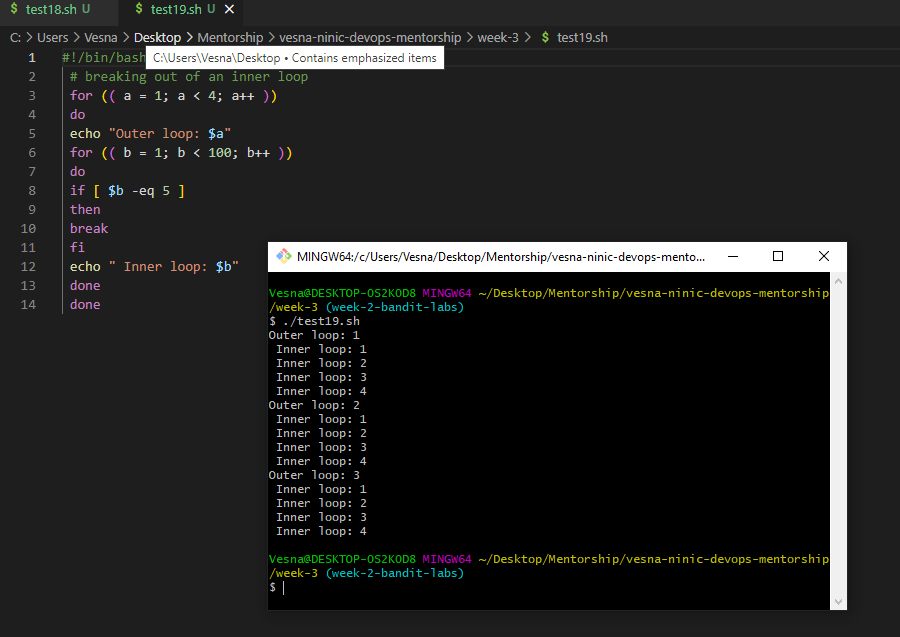 $ test18.sh U $ test19.sh U ✕
C: > Users > Vesna > Desktop > Mentorship > vesna-ninic-devops-mentorship > week-3 > $ test19.sh
C:\Users\Vesna\Desktop • Contains emphasized items
1 #!/bin/bash
2 # breaking out of an inner loop
3 for (( a = 1; a < 4; a++ ))
4 do
5 echo "Outer loop: $a"
6 for (( b = 1; b < 100; b++ ))
7 do
8 if [ $b -eq 5 ]
9 then
10 break
11 fi
12 echo " Inner loop: $b"
13 done
14 done
MINGW64:/c/Users/Vesna/Desktop/Mentorship/vesna-ninic-devops-mento...
Vesna@DESKTOP-OS2KOD8 MINGW64 ~/Desktop/Mentorship/vesna-ninic-devops-mentorship
/week-3 (week-2-bandit-labs)
$ ./test19.sh
Outer loop: 1
 Inner loop: 1
 Inner loop: 2
 Inner loop: 3
 Inner loop: 4
Outer loop: 2
 Inner loop: 1
 Inner loop: 2
 Inner loop: 3
 Inner loop: 4
Outer loop: 3
 Inner loop: 1
 Inner loop: 2
 Inner loop: 3
 Inner loop: 4
Vesna@DESKTOP-OS2KOD8 MINGW64 ~/Desktop/Mentorship/vesna-ninic-devops-mentorship
/week-3 (week-2-bandit-labs)
$